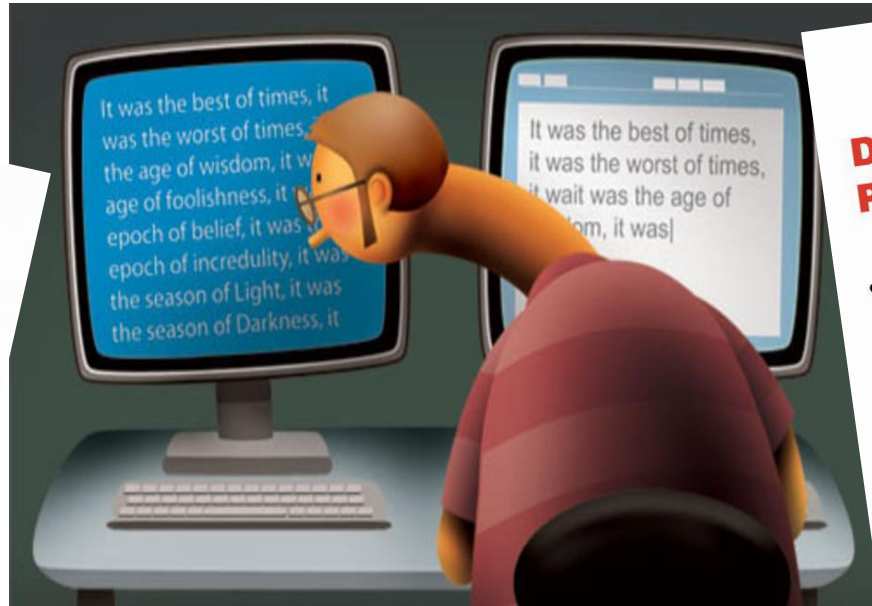 It was the best of times, it
was the worst of times,
the age of wisdom, it w
age of foolishness, it
epoch of belief, it was
epoch of incredulity, it was
the season of Light, it was
the season of Darkness, it
It was the best of times,
it was the worst of times,
it wait was the age of
om, it was|
D
P